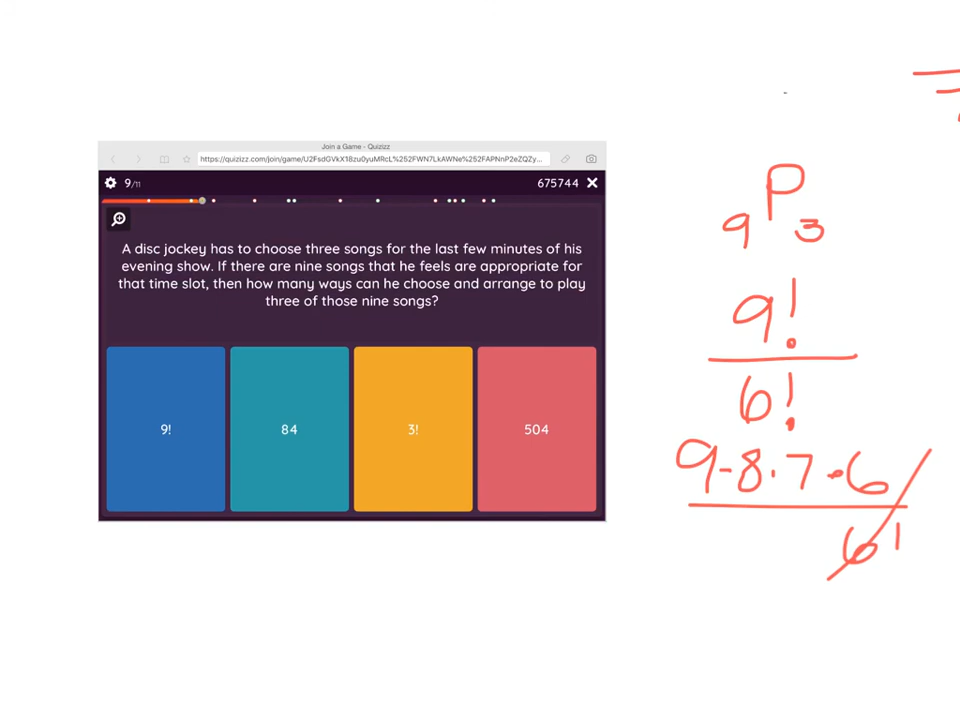 Join a Game - Quizizz
https://quizizz.com/join/game/U2FsdGVkX18zu0yuMRcL%252FWN7LkAWNe%252FAPNnP2eZQZy...
9/11
675744
A disc jockey has to choose three songs for the last few minutes of his
evening show. If there are nine songs that he feels are appropriate for
that time slot, then how many ways can he choose and arrange to play
three of those nine songs?
9!
84
3!
504
9P3
9!
6!
9·8·7·6
6!